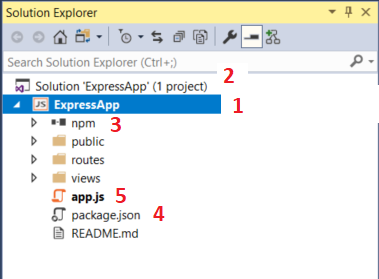 Solution Explorer
Search Solution Explorer (Ctrl+;)
2
Solution 'ExpressApp' (1 project)
JS ExpressApp 1
npm 3
public
routes
views
app.js 5
package.json 4
README.md